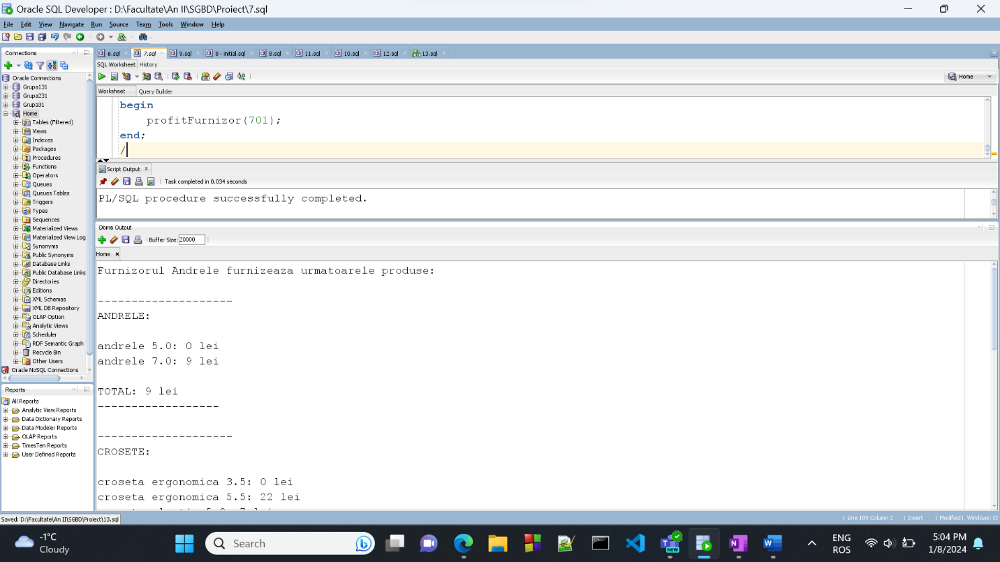 Oracle SQL Developer : D:\Facultate\An II\SGBD\Proiect\7.sql
File Edit View Navigate Run Source Team Tools Window Help
Connections
6.sql 7.sql 9.sql 8 - initial.sql 8.sql 11.sql 10.sql 12.sql 13.sql
SQL Worksheet History
Home
Worksheet Query Builder
Oracle Connections
Grupa131
Grupa231
Grupa31
Home
Tables (Filtered)
Views
Indexes
Packages
Procedures
Functions
Operators
Queues
Queues Tables
Triggers
Types
Sequences
Materialized Views
Materialized View Log
Synonyms
Public Synonyms
Database Links
Public Database Links
Directories
Editions
XML Schemas
XML DB Repository
OLAP Option
Analytic Views
Scheduler
RDF Semantic Graph
Recycle Bin
Other Users
Oracle NoSQL Connections
Reports
All Reports
Analytic View Reports
Data Dictionary Reports
Data Modeler Reports
OLAP Reports
TimesTen Reports
User Defined Reports
begin
profitFurnizor(701);
end;
/
Script Output
Task completed in 0.034 seconds
PL/SQL procedure successfully completed.
Dbms Output
Buffer Size: 20000
Home
Furnizorul Andrele furnizeaza urmatoarele produse:
--------------------
ANDRELE:
andrele 5.0: 0 lei
andrele 7.0: 9 lei
TOTAL: 9 lei
------------------
--------------------
CROSETE:
croseta ergonomica 3.5: 0 lei
croseta ergonomica 5.5: 22 lei
Saved: D:\Facultate\An II\SGBD\Proiect\13.sql
Line 109 Column 2 Insert Modified Windows: Cl
-1°C
Cloudy
Search
NEW
ENG
ROS
5:04 PM
1/8/2024